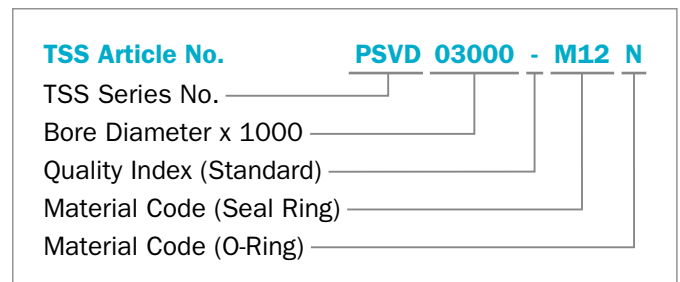 TSS Article No. PSVD 03000 - M12 N
TSS Series No.
Bore Diameter x 1000
Quality Index (Standard)
Material Code (Seal Ring)
Material Code (O-Ring)